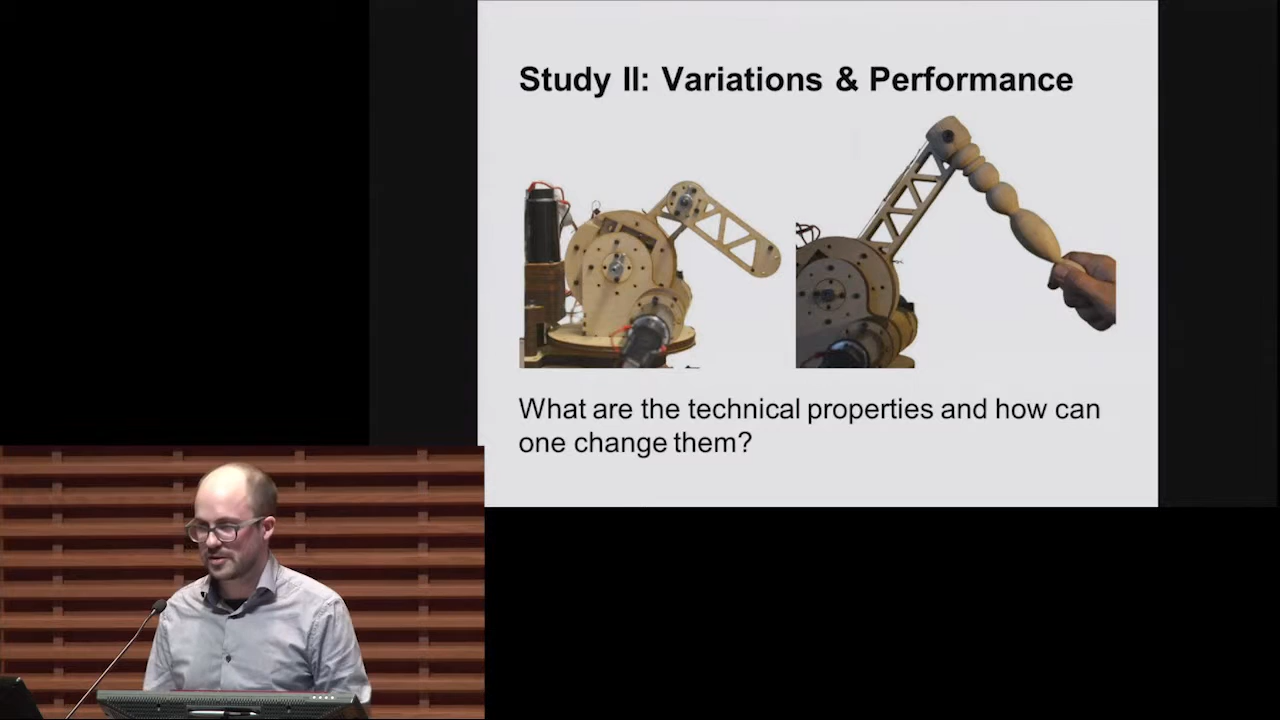 Study II: Variations & Performance
What are the technical properties and how can
one change them?